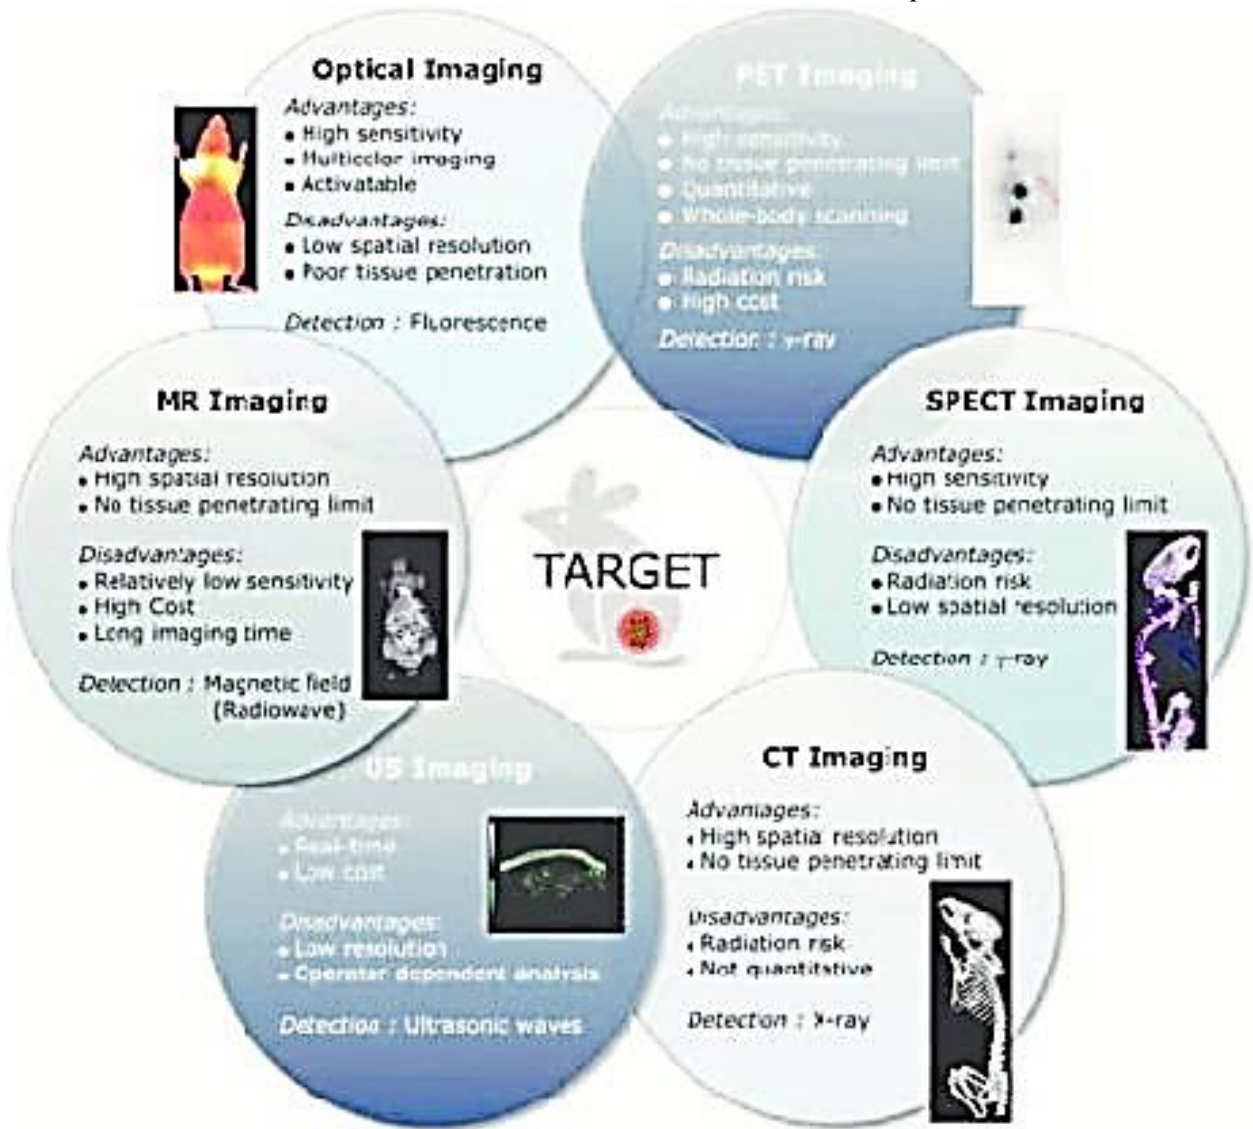 Optical Imaging
Advantages:
• High sensitivity
• Multicolor imaging
• Activatable
Disadvantages:
• Low spatial resolution
• Poor tissue penetration
Detection : Fluorescence
PET Imaging
Advantages:
• High sensitivity
• No tissue penetrating limit
• Quantitative
• Whole-body scanning
Disadvantages:
• Radiation risk
• High cost
Detection : γ-ray
MR Imaging
Advantages:
• High spatial resolution
• No tissue penetrating limit
Disadvantages:
• Relatively low sensitivity
• High Cost
• Long imaging time
Detection : Magnetic field
(Radiowave)
TARGET
SPECT Imaging
Advantages:
• High sensitivity
• No tissue penetrating limit
Disadvantages:
• Radiation risk
• Low spatial resolution
Detection : γ-ray
US Imaging
Advantages:
• Real-time
• Low cost
Disadvantages:
• Low resolution
• Operater dependent analysis
Detection : Ultrasonic waves
CT Imaging
Advantages:
• High spatial resolution
• No tissue penetrating limit
Disadvantages:
• Radiation risk
• Not quantitative
Detection : X-ray